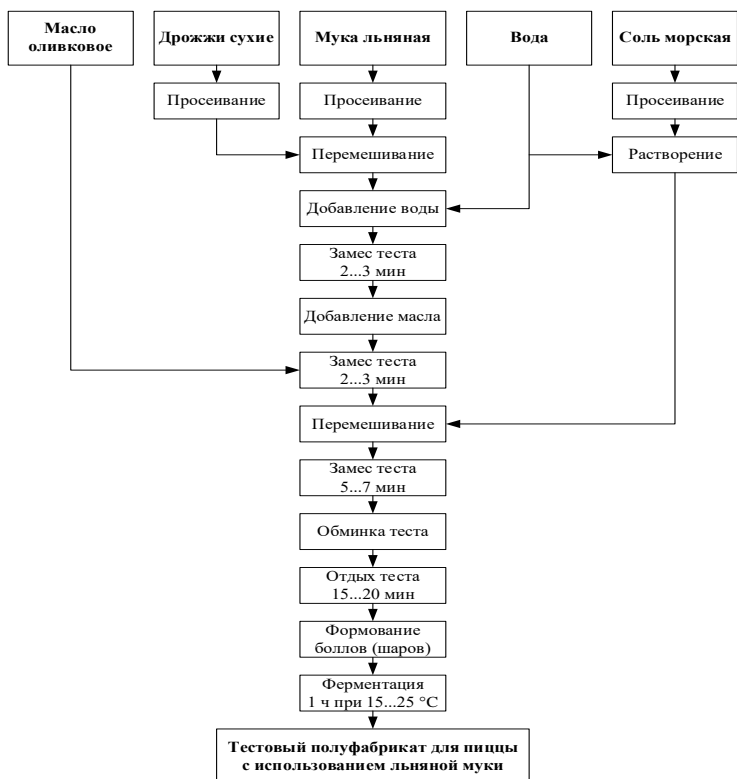 Масло
оливковое
Дрожжи сухие
Мука льняная
Вода
Соль морская
Просеивание
Просеивание
Просеивание
Перемешивание
Растворение
Добавление воды
Замес теста
2...3 мин
Добавление масла
Замес теста
2...3 мин
Перемешивание
Замес теста
5...7 мин
Обминка теста
Отдых теста
15...20 мин
Формование
боллов (шаров)
Ферментация
1 ч при 15...25 °С
Тестовый полуфабрикат для пиццы
с использованием льняной муки